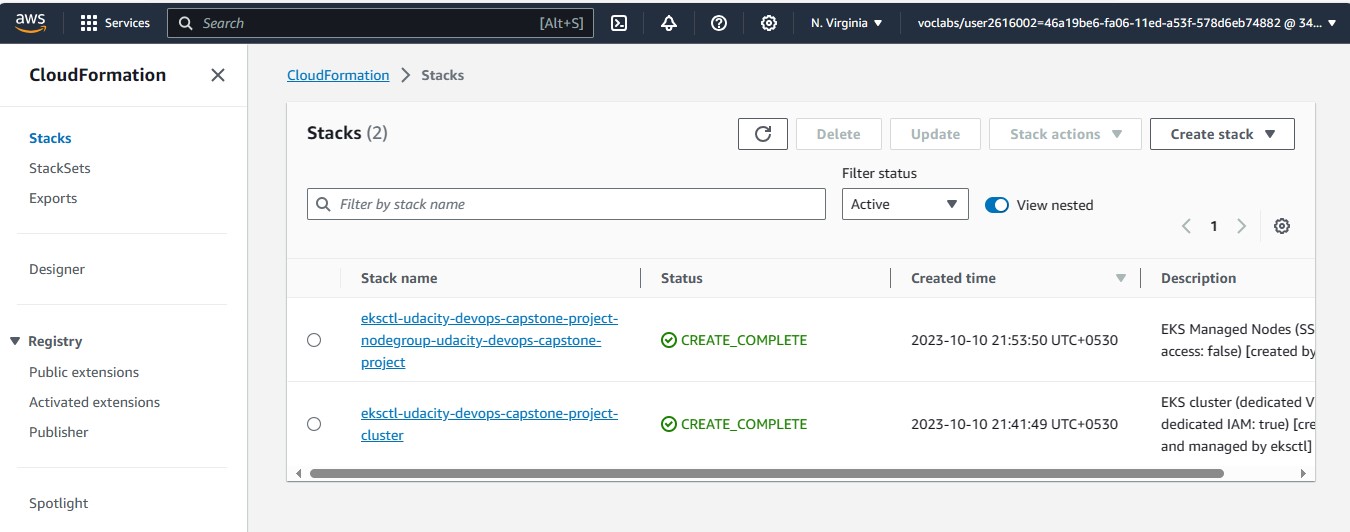 aws
Services
Search
[Alt+S]
N. Virginia
voclabs/user2616002=46a19be6-fa06-11ed-a53f-578d6eb74882 @ 34...
CloudFormation
Stacks
StackSets
Exports
Designer
Registry
Public extensions
Activated extensions
Publisher
Spotlight
CloudFormation
Stacks
Stacks (2)
Delete
Update
Stack actions
Create stack
Filter status
Filter by stack name
Active
View nested
1
Stack name
Status
Created time
Description
eksctl-udacity-devops-capstone-project-
nodegroup-udacity-devops-capstone-
project
CREATE_COMPLETE
2023-10-10 21:53:50 UTC+0530
EKS Managed Nodes (SS
access: false) [created by
eksctl-udacity-devops-capstone-project-
cluster
CREATE_COMPLETE
2023-10-10 21:41:49 UTC+0530
EKS cluster (dedicated V
dedicated IAM: true) [cre
and managed by eksctl]